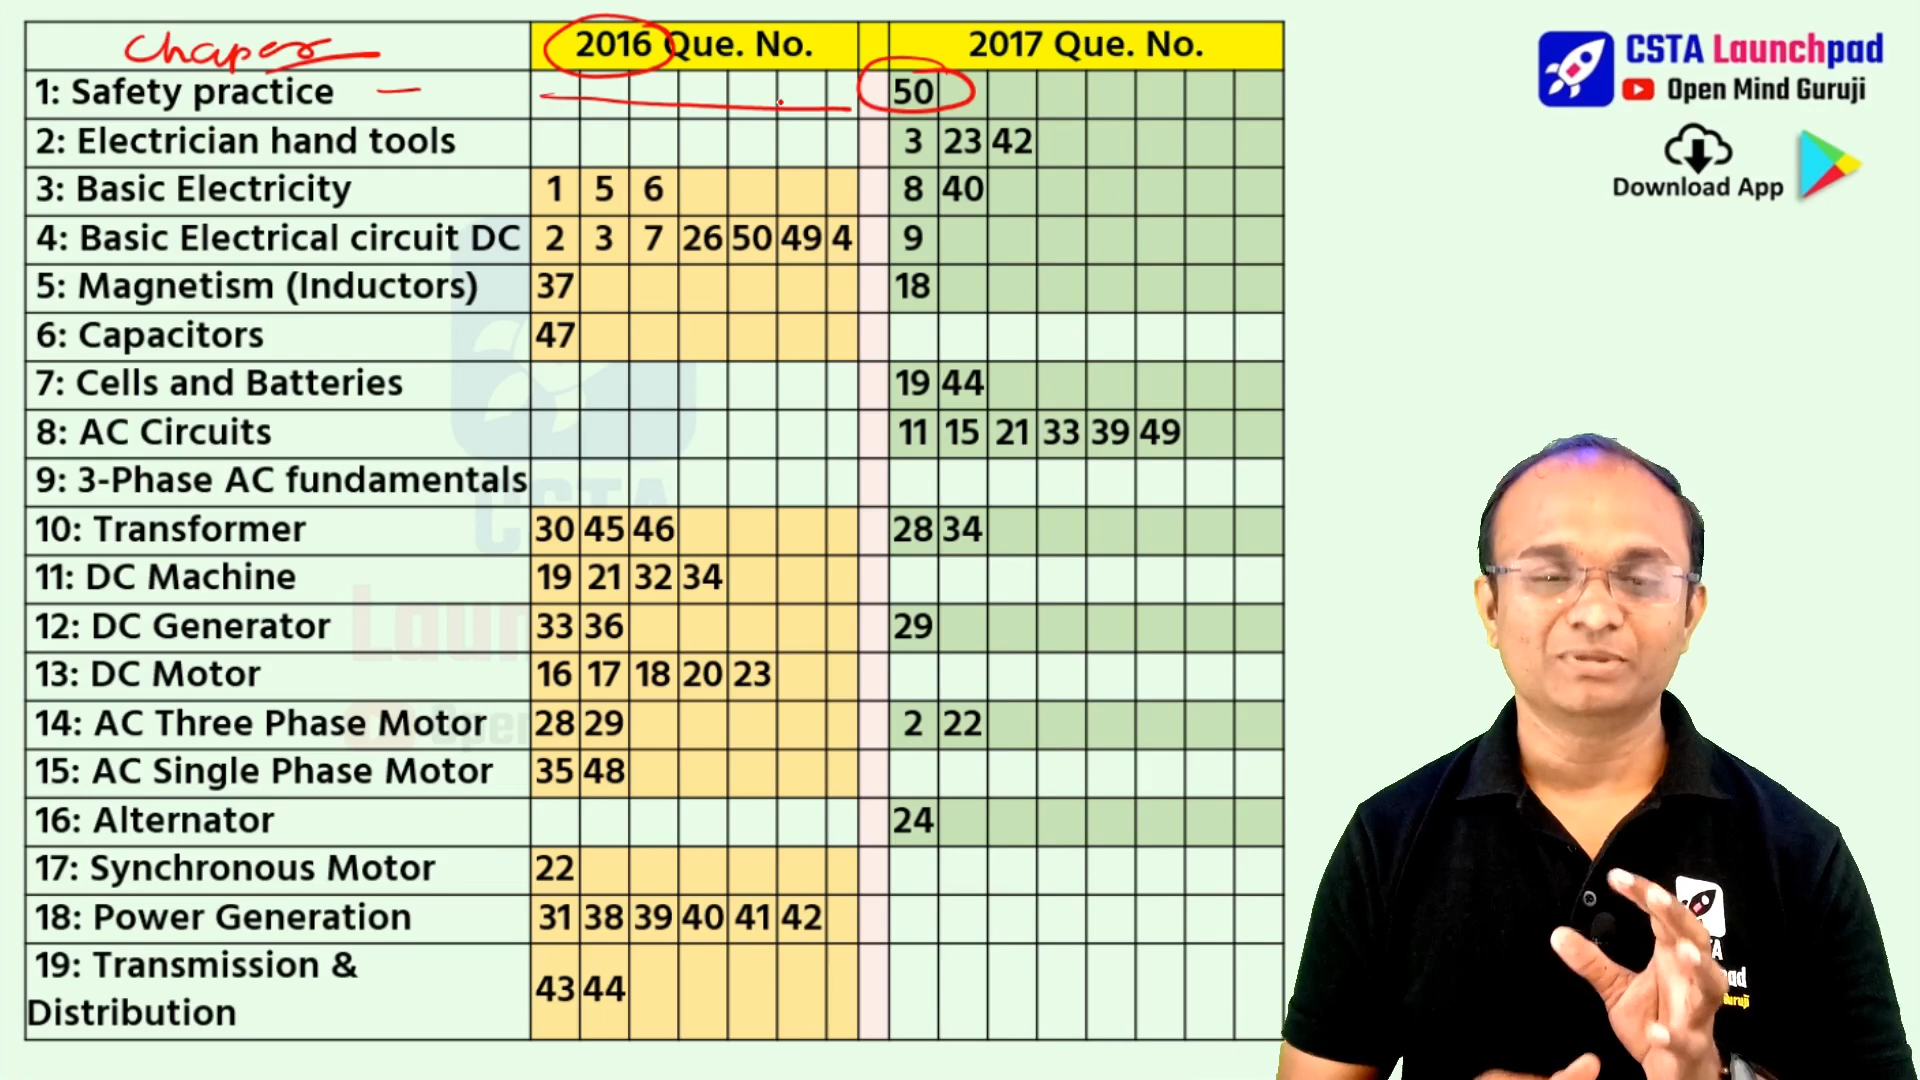 Chaper 2016 Que. No. 2017 Que. No.
1: Safety practice 50
2: Electrician hand tools 3 23 42
3: Basic Electricity 1 5 6 8 40
4: Basic Electrical circuit DC 2 3 7 26 50 49 4 9
5: Magnetism (Inductors) 37 18
6: Capacitors 47
7: Cells and Batteries 19 44
8: AC Circuits 11 15 21 33 39 49
9: 3-Phase AC fundamentals
10: Transformer 30 45 46 28 34
11: DC Machine 19 21 32 34
12: DC Generator 33 36 29
13: DC Motor 16 17 18 20 23
14: AC Three Phase Motor 28 29 2 22
15: AC Single Phase Motor 35 48
16: Alternator 24
17: Synchronous Motor 22
18: Power Generation 31 38 39 40 41 42
19: Transmission &
Distribution 43 44
CSTA Launchpad
Open Mind Guruji
Download App